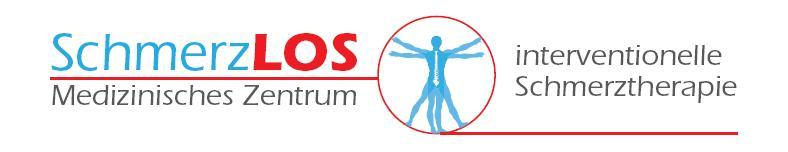 SchmerzLOS
Medizinisches Zentrum
interventionelle
Schmerztherapie